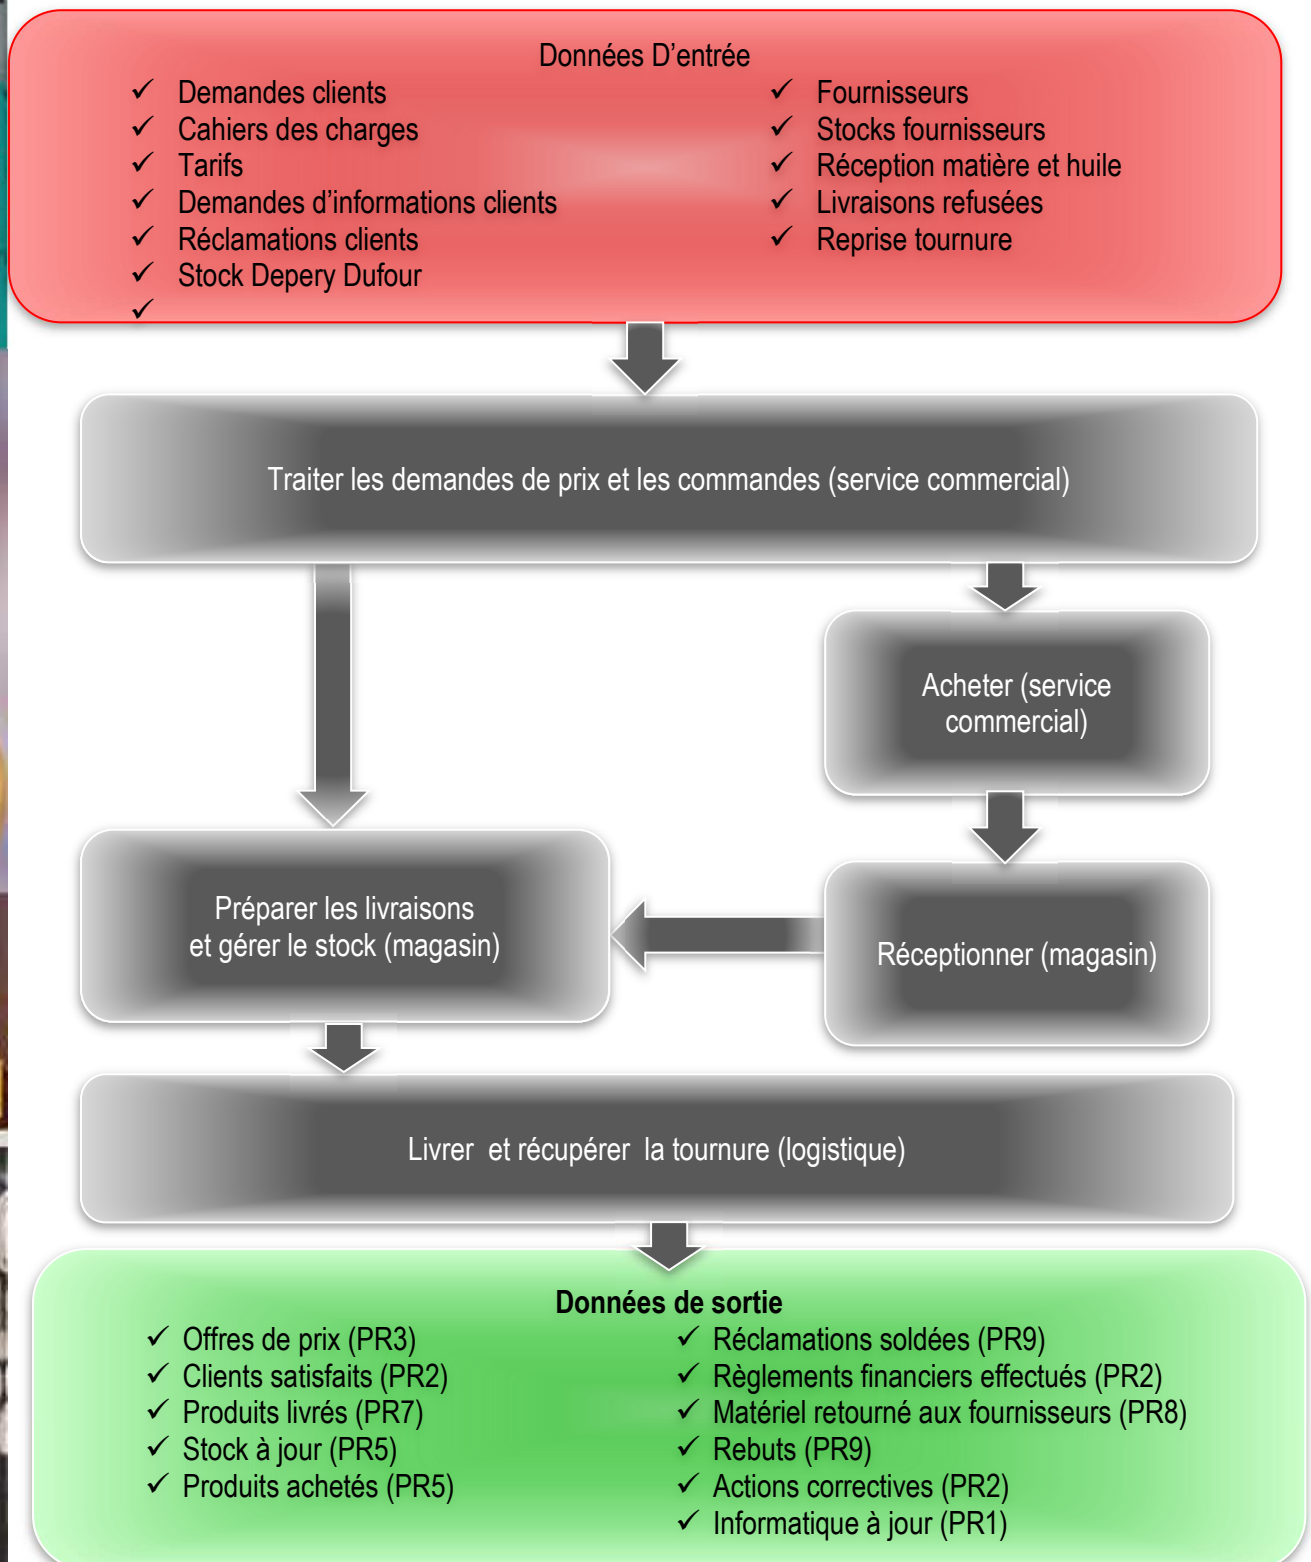 Données D’entrée
✓ Demandes clients
✓ Cahiers des charges
✓ Tarifs
✓ Demandes d’informations clients
✓ Réclamations clients
✓ Stock Depery Dufour
✓
✓ Fournisseurs
✓ Stocks fournisseurs
✓ Réception matière et huile
✓ Livraisons refusées
✓ Reprise tournure
Traiter les demandes de prix et les commandes (service commercial)
Acheter (service
commercial)
Préparer les livraisons
et gérer le stock (magasin)
Réceptionner (magasin)
Livrer et récupérer la tournure (logistique)
Données de sortie
✓ Offres de prix (PR3)
✓ Clients satisfaits (PR2)
✓ Produits livrés (PR7)
✓ Stock à jour (PR5)
✓ Produits achetés (PR5)
✓ Réclamations soldées (PR9)
✓ Règlements financiers effectués (PR2)
✓ Matériel retourné aux fournisseurs (PR8)
✓ Rebuts (PR9)
✓ Actions correctives (PR2)
✓ Informatique à jour (PR1)